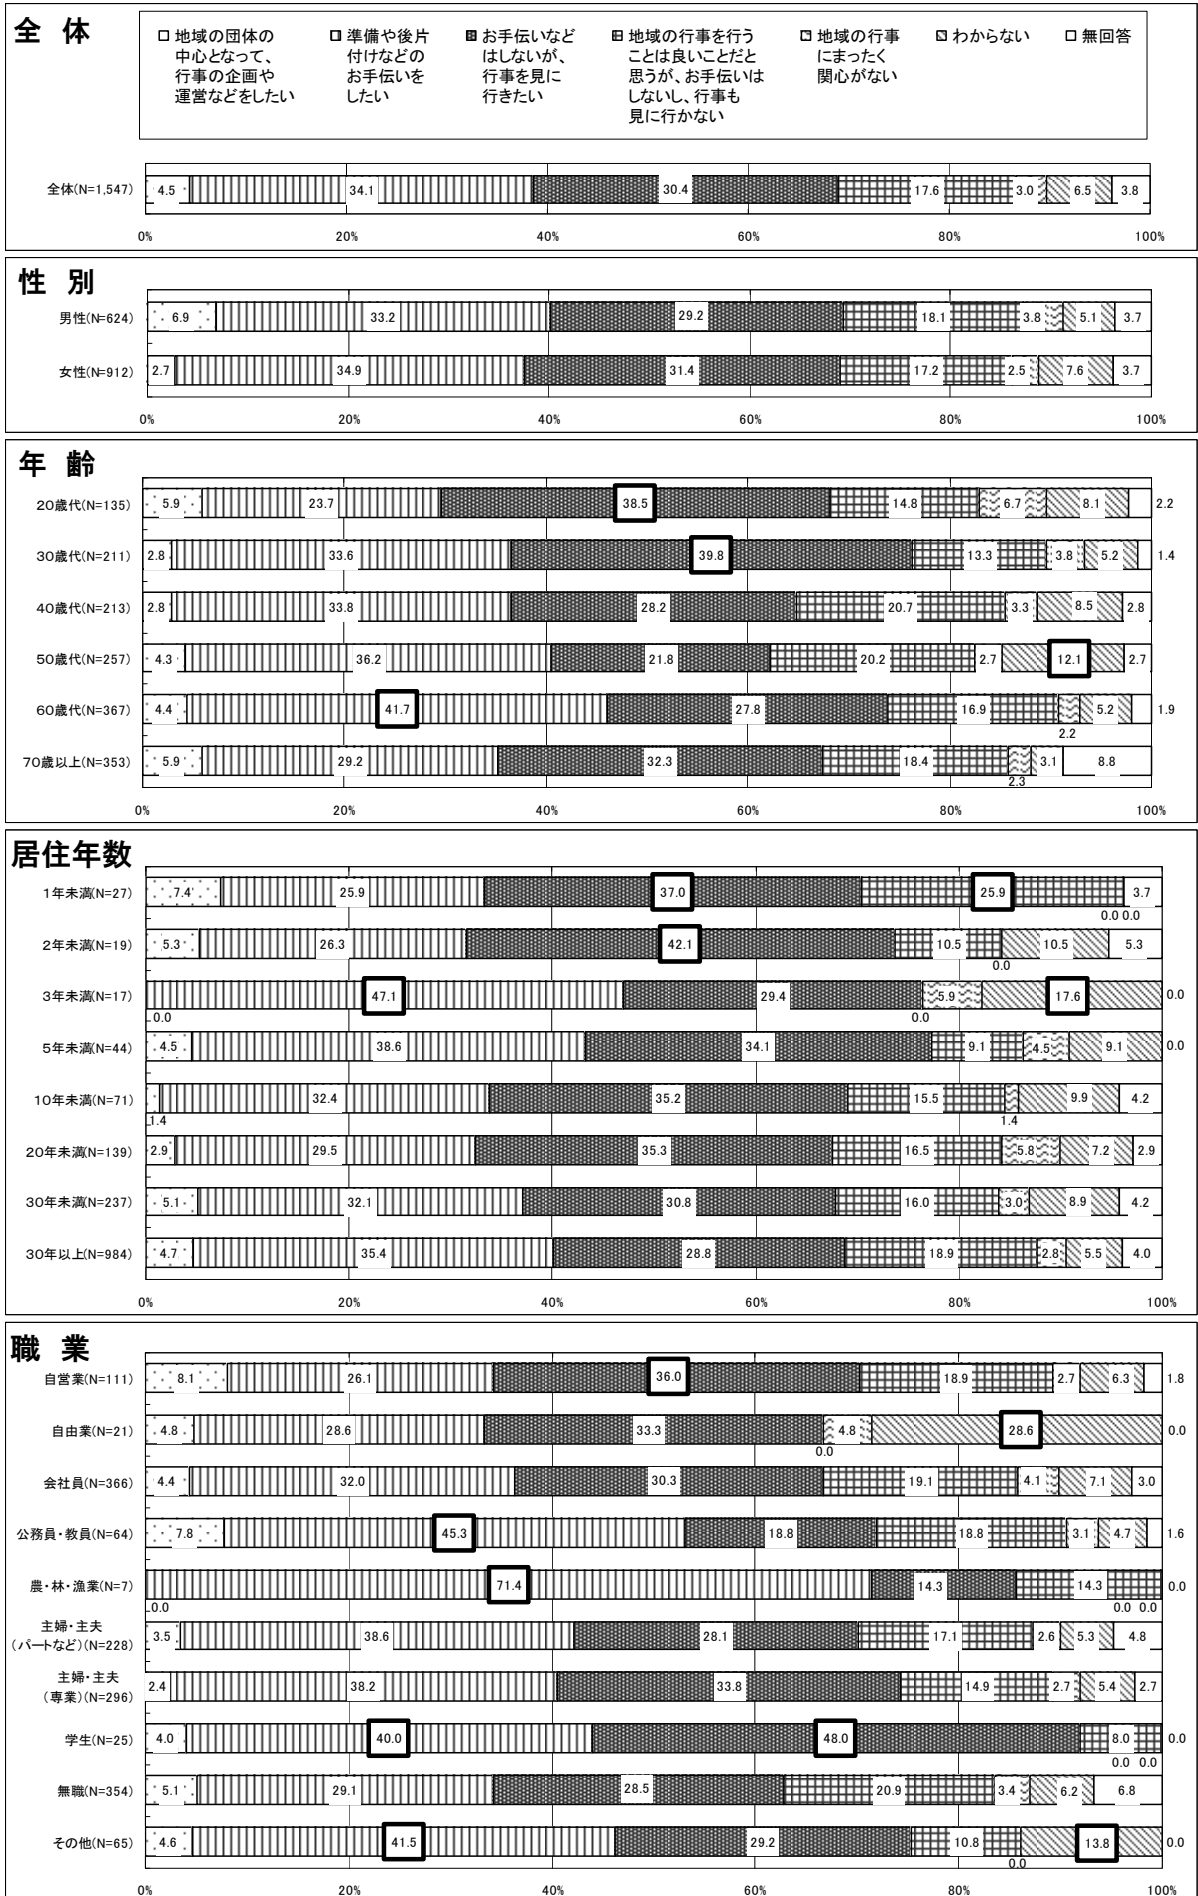 全 体
□ 地域の団体の
中心となって、
行事の企画や
運営などをしたい
準備や後片
付けなどの
お手伝いを
したい
お手伝いなど
はしないが、
行事を見に
行きたい
地域の行事を行う
ことは良いことだと
思うが、お手伝いは
しないし、行事も
見に行かない
地域の行事
にまったく
関心がない
わからない
□ 無回答
全体(N=1,547) 4.5 34.1 30.4 17.6 3.0 6.5 3.8
0% 20% 40% 60% 80% 100%
性 別
男性(N=624) 6.9 33.2 29.2 18.1 3.8 5.1 3.7
女性(N=912) 2.7 34.9 31.4 17.2 2.5 7.6 3.7
0% 20% 40% 60% 80% 100%
年 齢
20歳代(N=135) 5.9 23.7 38.5 14.8 6.7 8.1 2.2
30歳代(N=211) 2.8 33.6 39.8 13.3 3.8 5.2 1.4
40歳代(N=213) 2.8 33.8 28.2 20.7 3.3 8.5 2.8
50歳代(N=257) 4.3 36.2 21.8 20.2 2.7 12.1 2.7
60歳代(N=367) 4.4 41.7 27.8 16.9 5.2 1.9
2.2
70歳以上(N=353) 5.9 29.2 32.3 18.4 3.1 8.8
2.3
0% 20% 40% 60% 80% 100%
居住年数
1年未満(N=27) 7.4 25.9 37.0 25.9 3.7
0.0 0.0
2年未満(N=19) 5.3 26.3 42.1 10.5 10.5 5.3
0.0
3年未満(N=17) 47.1 29.4 5.9 17.6 0.0
0.0 0.0
5年未満(N=44) 4.5 38.6 34.1 9.1 4.5 9.1 0.0
10年未満(N=71) 32.4 35.2 15.5 9.9 4.2
1.4 1.4
20年未満(N=139) 2.9 29.5 35.3 16.5 5.8 7.2 2.9
30年未満(N=237) 5.1 32.1 30.8 16.0 3.0 8.9 4.2
30年以上(N=984) 4.7 35.4 28.8 18.9 2.8 5.5 4.0
0% 20% 40% 60% 80% 100%
職 業
自営業(N=111) 8.1 26.1 36.0 18.9 2.7 6.3 1.8
自由業(N=21) 4.8 28.6 33.3 4.8 28.6 0.0
0.0
会社員(N=366) 4.4 32.0 30.3 19.1 4.1 7.1 3.0
公務員・教員(N=64) 7.8 45.3 18.8 18.8 3.1 4.7 1.6
農・林・漁業(N=7) 71.4 14.3 14.3 0.0
0.0 0.0 0.0
主婦・主夫
(パートなど)(N=228) 3.5 38.6 28.1 17.1 2.6 5.3 4.8
主婦・主夫
(専業)(N=296) 2.4 38.2 33.8 14.9 2.7 5.4 2.7
学生(N=25) 4.0 40.0 48.0 8.0 0.0
0.0 0.0
無職(N=354) 5.1 29.1 28.5 20.9 3.4 6.2 6.8
その他(N=65) 4.6 41.5 29.2 10.8 13.8 0.0
0.0
0% 20% 40% 60% 80% 100%